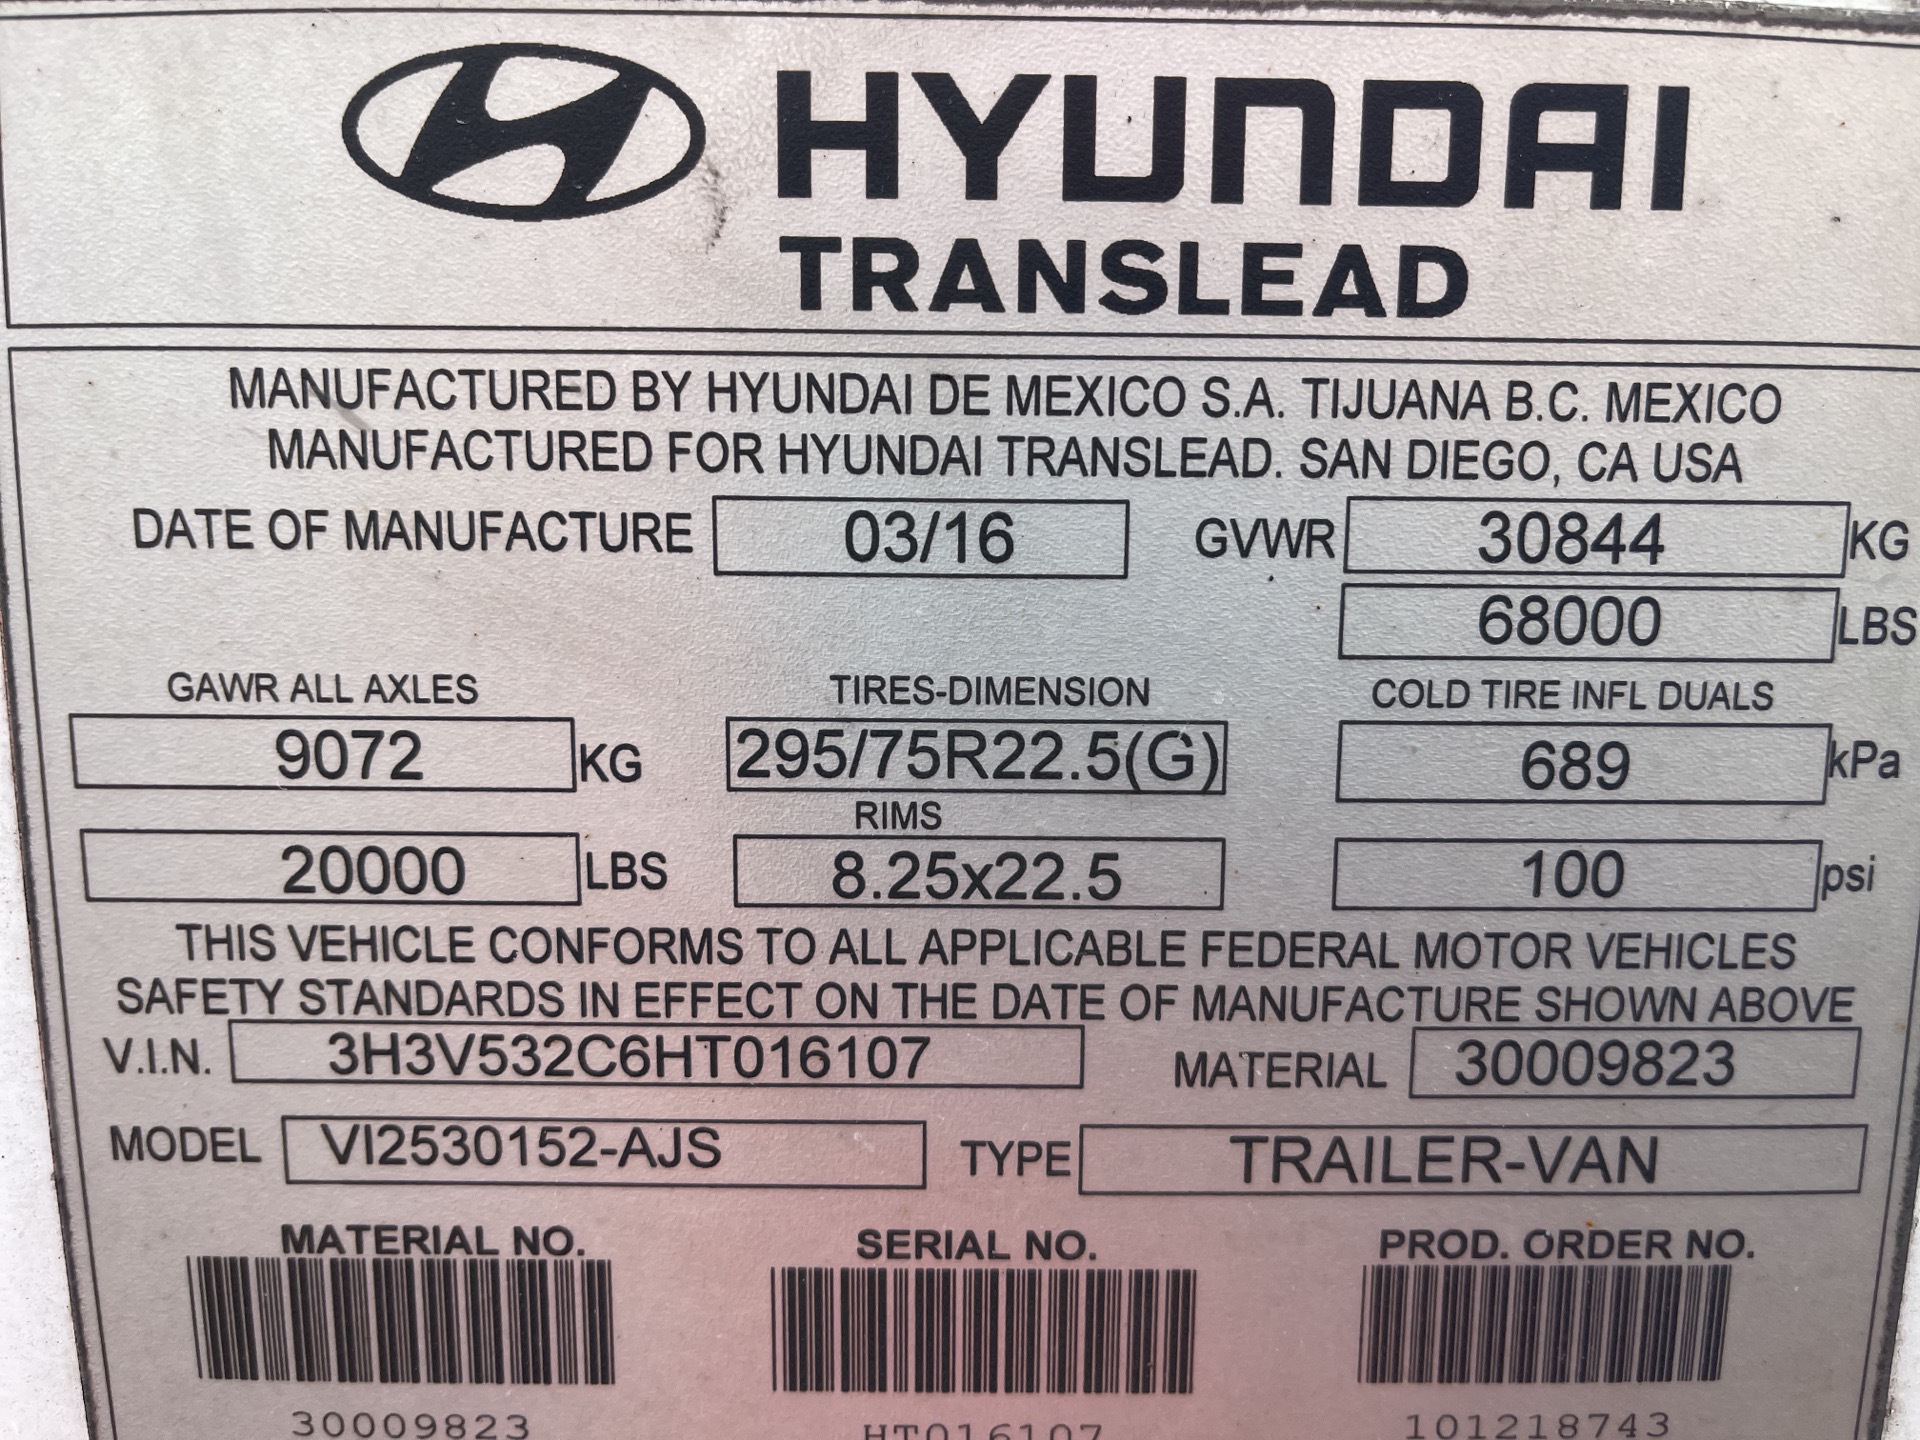 HYUNDAI
TRANSLEAD
MANUFACTURED BY HYUNDAI DE MEXICO S.A. TIJUANA B.C. MEXICO
MANUFACTURED FOR HYUNDAI TRANSLEAD. SAN DIEGO, CA USA
DATE OF MANUFACTURE 03/16 GVWR 30844 KG
68000 LBS
GAWR ALL AXLES TIRES-DIMENSION COLD TIRE INFL DUALS
9072 KG 295/75R22.5(G) 689 kPa
RIMS
20000 LBS 8.25x22.5 100 psi
THIS VEHICLE CONFORMS TO ALL APPLICABLE FEDERAL MOTOR VEHICLES
SAFETY STANDARDS IN EFFECT ON THE DATE OF MANUFACTURE SHOWN ABOVE
V.I.N. 3H3V532C6HT016107 MATERIAL 30009823
MODEL VI2530152-AJS TYPE TRAILER-VAN
MATERIAL NO. SERIAL NO. PROD. ORDER NO.
30009823 HT016107 101218743